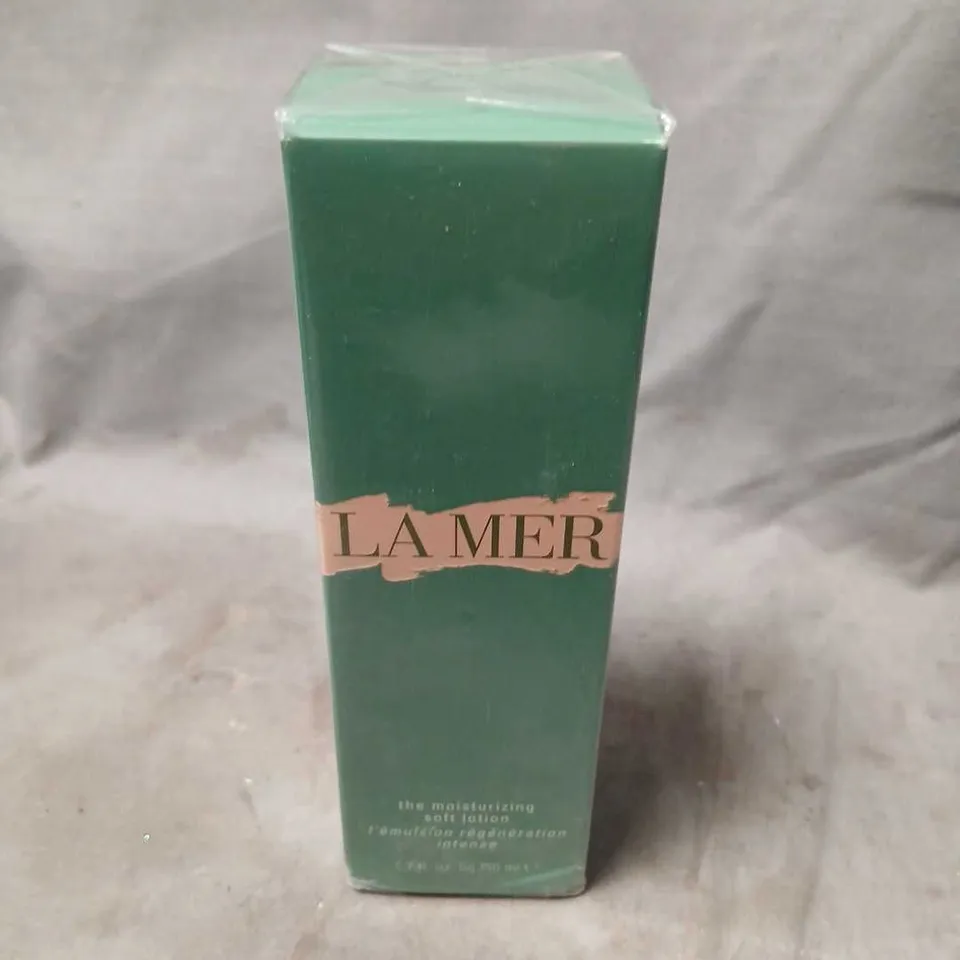 LA MER
the moisturizing
soft lotion
l'émulsion régénération
intense